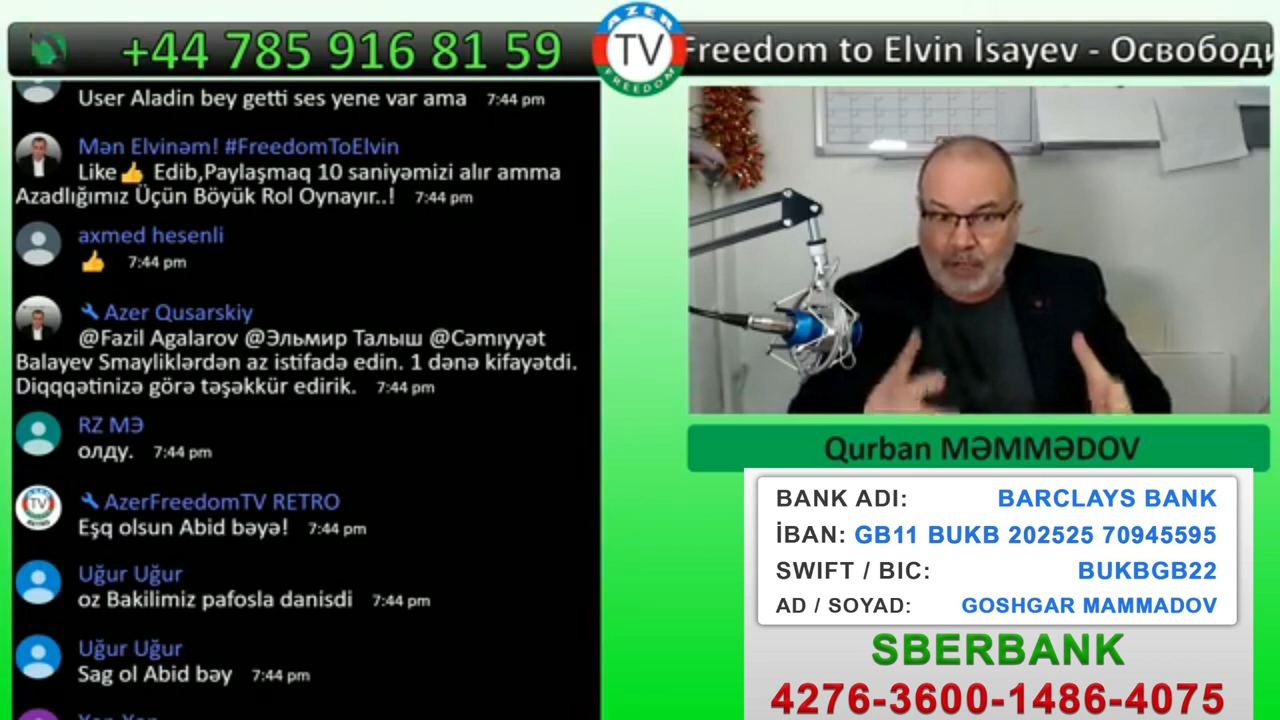 +44 785 916 81 59
AZER
TV
FREEDOM
Freedom to Elvin İsayev - Освободи
User Aladin bey getti ses yene var ama 7:44 pm
Mən Elvinəm! #FreedomToElvin
Like👍 Edib,Paylaşmaq 10 saniyəmizi alır amma
Azadlığımız Üçün Böyük Rol Oynayır..! 7:44 pm
axmed hesenli
👍 7:44 pm
Azer Qusarskiy
@Fazil Agalarov @Эльмир Талыш @Cəmıyyət
Balayev Smayliklərdən az istifadə edin. 1 dənə kifayətdi.
Diqqqətinizə görə təşəkkür edirik. 7:44 pm
RZ MЭ
олду. 7:44 pm
AzerFreedomTV RETRO
Eşq olsun Abid bəyə! 7:44 pm
Uğur Uğur
oz Bakilimiz pafosla danisdi 7:44 pm
Uğur Uğur
Sag ol Abid bəy 7:44 pm
Qurban MƏMMƏDOV
BANK ADI: BARCLAYS BANK
İBAN: GB11 BUKB 202525 70945595
SWIFT / BIC: BUKBGB22
AD / SOYAD: GOSHGAR MAMMADOV
SBERBANK
4276-3600-1486-4075